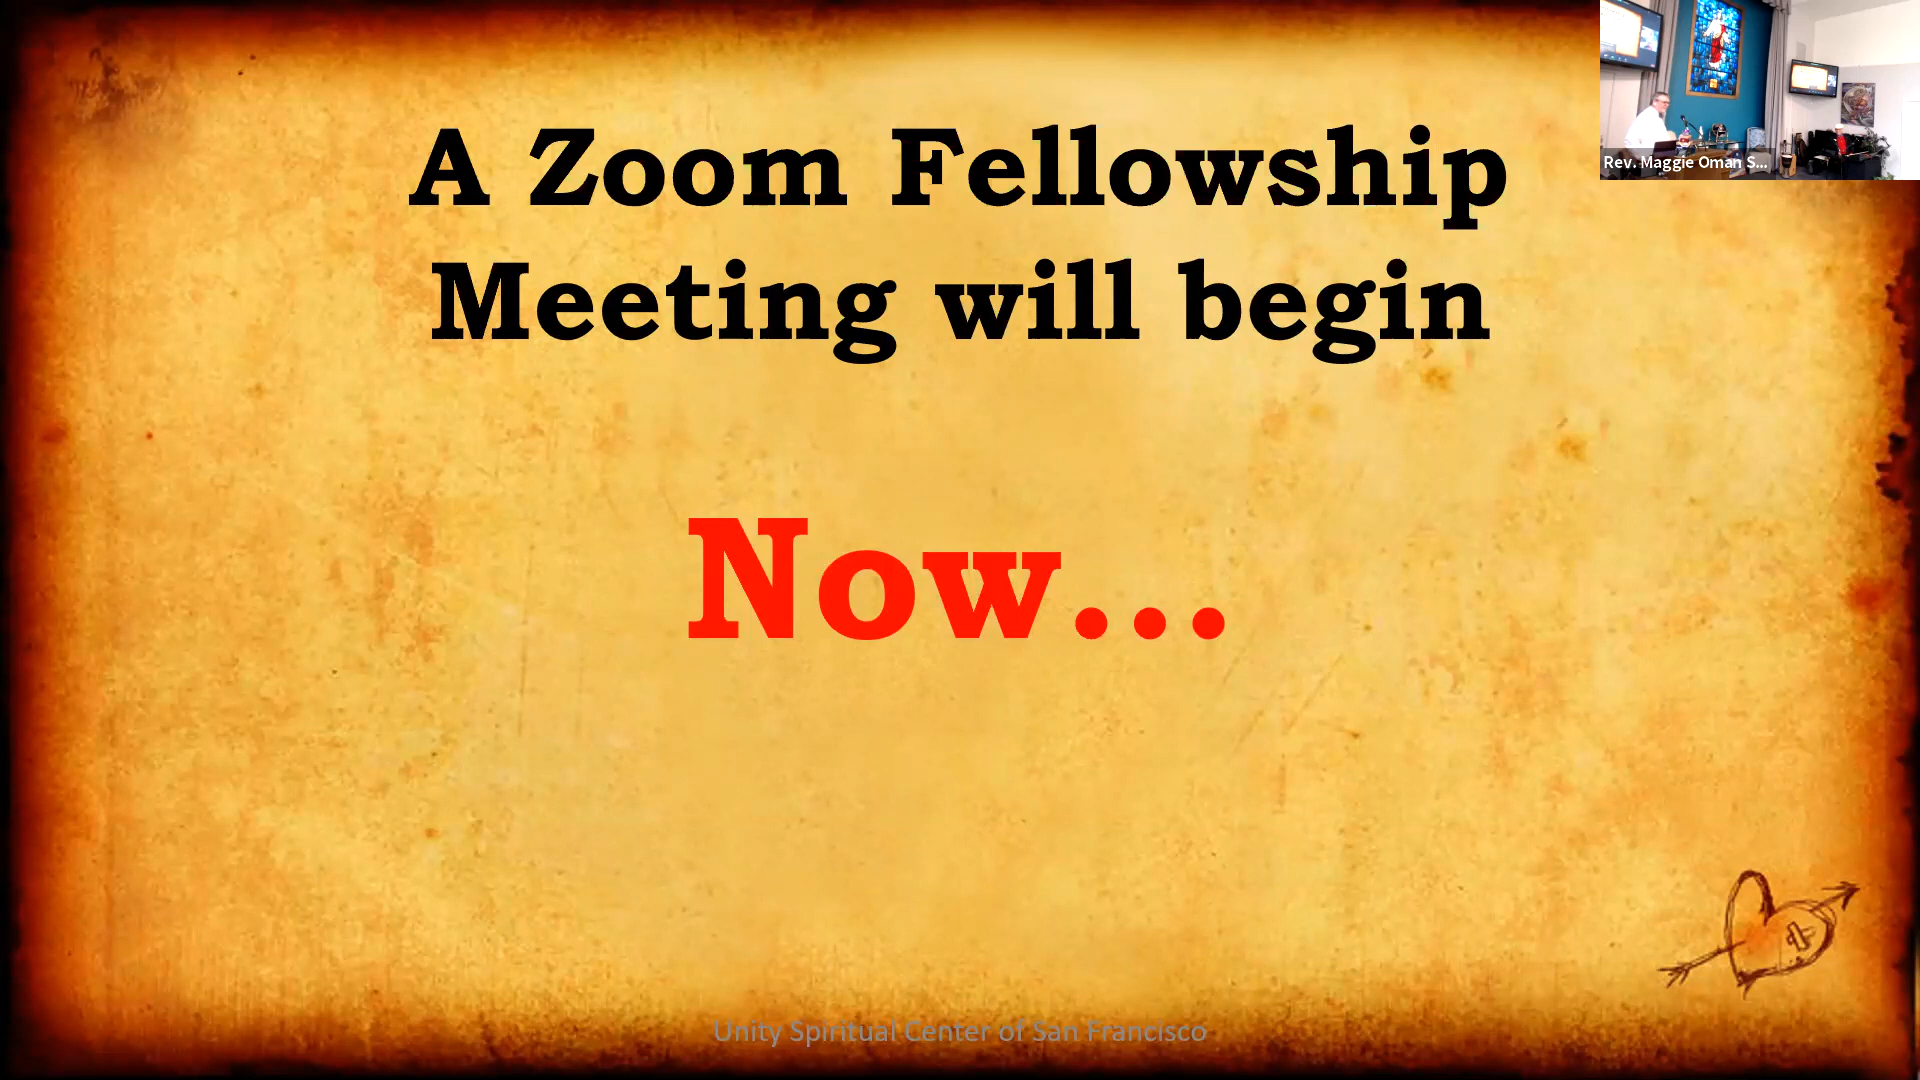 A Zoom Fellowship
Meeting will begin
Now...
Rev. Maggie Oman S...
Unity Spiritual Center of San Francisco